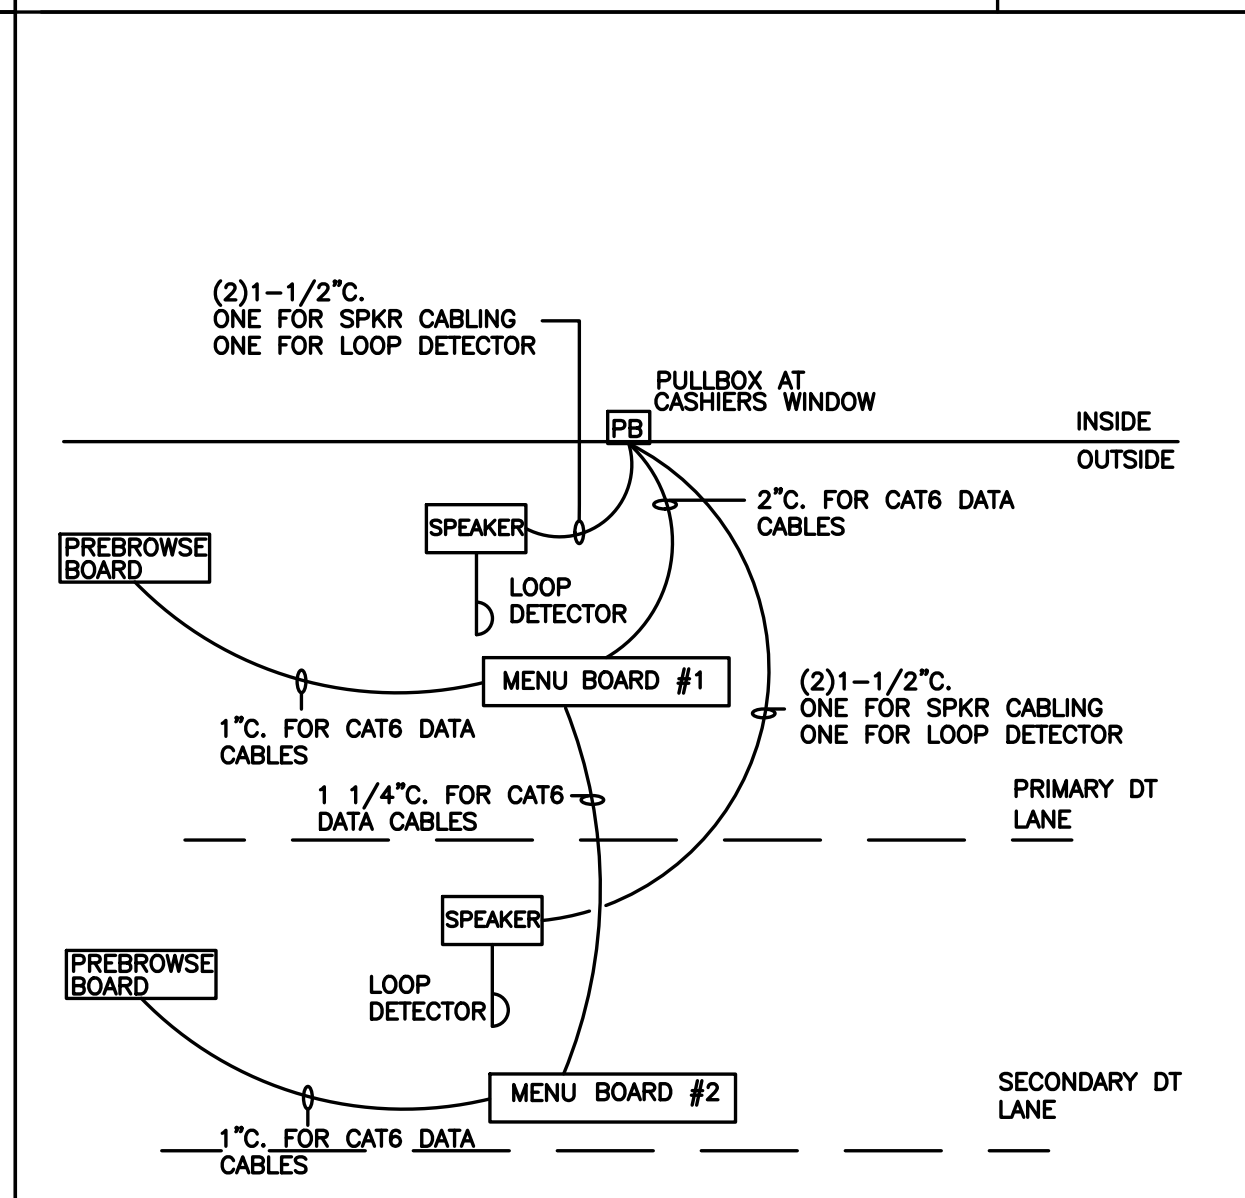 (2)1-1/2"C.
ONE FOR SPKR CABLING
ONE FOR LOOP DETECTOR
PULLBOX AT
CASHIERS WINDOW
PB
INSIDE
OUTSIDE
2"C. FOR CAT6 DATA
CABLES
SPEAKER
PREBROWSE
BOARD
LOOP
DETECTOR
MENU BOARD #1
(2)1-1/2"C.
ONE FOR SPKR CABLING
ONE FOR LOOP DETECTOR
1"C. FOR CAT6 DATA
CABLES
1 1/4"C. FOR CAT6
DATA CABLES
PRIMARY DT
LANE
SPEAKER
PREBROWSE
BOARD
LOOP
DETECTOR
MENU BOARD #2
SECONDARY DT
LANE
1"C. FOR CAT6 DATA
CABLES